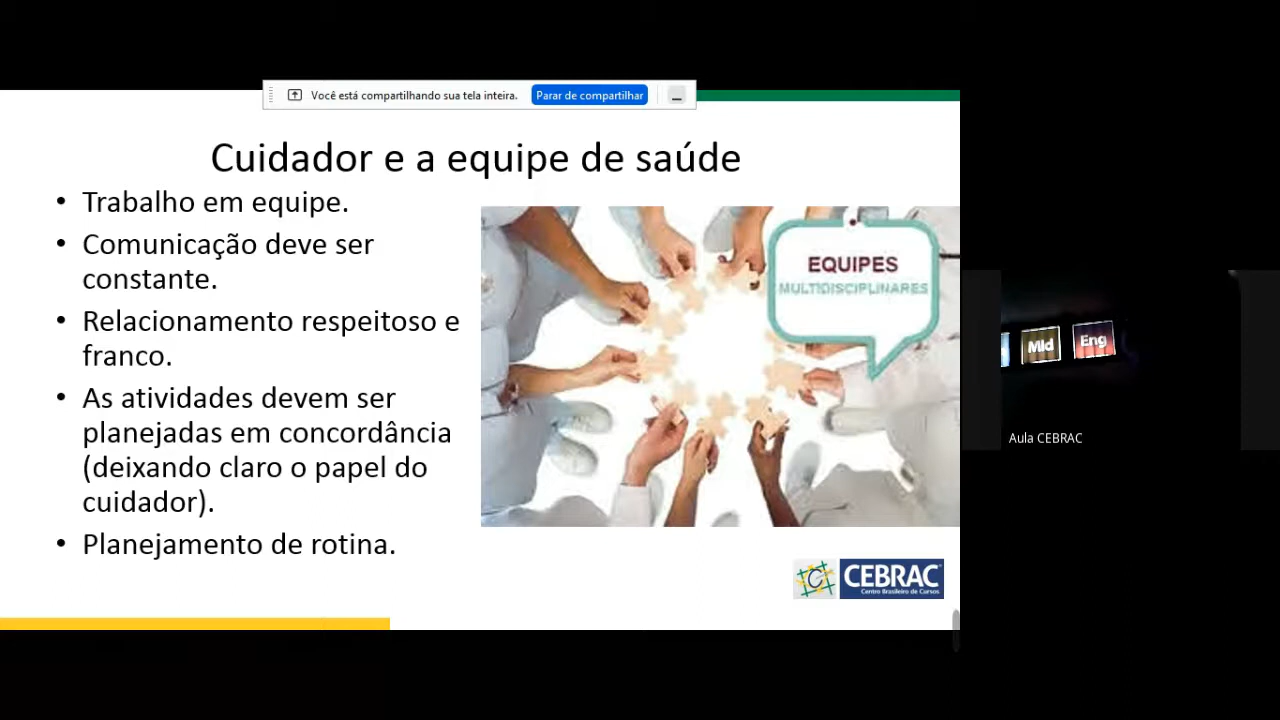 Você está compartilhando sua tela inteira.
Parar de compartilhar
Cuidador e a equipe de saúde
• Trabalho em equipe.
• Comunicação deve ser
constante.
• Relacionamento respeitoso e
franco.
• As atividades devem ser
planejadas em concordância
(deixando claro o papel do
cuidador).
• Planejamento de rotina.
EQUIPES
MULTIDISCIPLINARES
CEBRAC
Centro Brasileiro de Cursos
Mld
Eng
Aula CEBRAC